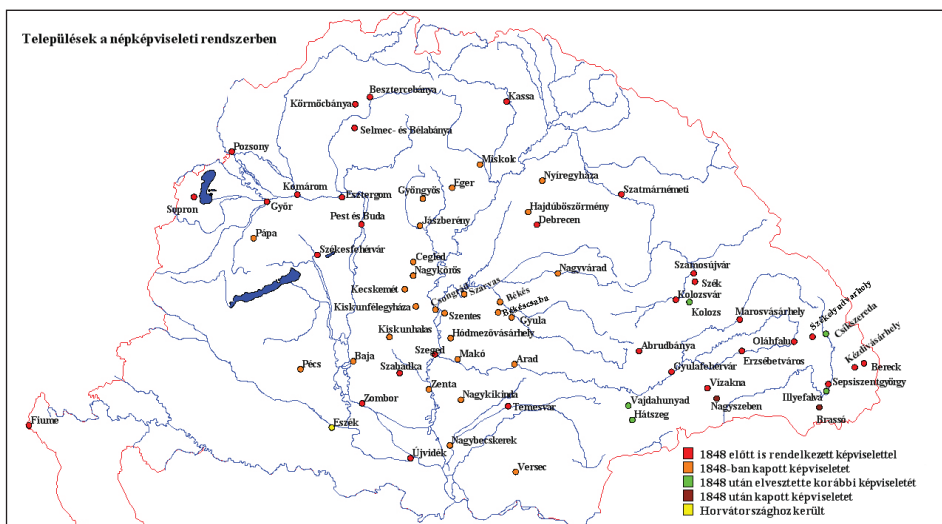 Települések a népképviseleti rendszerben
Besztercebánya
Kassa
Körmöcbánya
Selmec- és Bélabánya
Pozsony
Miskolc
Nyíregyháza
Eger
Komárom
Esztergom
Gyöngyös
Szatmárnémeti
Sopron
Győr
Hajdúböszörmény
Pest és Buda
Jászberény
Debrecen
Pápa
Székesfehérvár
Cegléd
Nagykőrös
Nagyvárad
Szamosújvár
Szék
Kecskemét
Csongrád
Szarvas
Békés
Kolozsvár
Kiskunfélegyháza
Szentes
Békéscsaba
Gyula
Kolozs
Marosvásárhely
Székelyudvarhely
Csíkszereda
Kiskunhalas
Hódmezővásárhely
Oláhfalu
Kézdivásárhely
Baja
Szeged
Makó
Arad
Abrudbánya
Erzsébetváros
Bereck
Pécs
Szabadka
Gyulafehérvár
Sepsiszentgyörgy
Zenta
Vízakna
Illyefalva
Zombor
Nagykikinda
Temesvár
Vajdahunyad
Nagyszeben
Fiume
Eszék
Hátszeg
Brassó
Nagybecskerek
Újvidék
Versec
1848 előtt is rendelkezett képviselettel
1848-ban kapott képviseletet
1848 után elvesztette korábbi képviseletét
1848 után kapott képviseletet
Horvátországhoz került